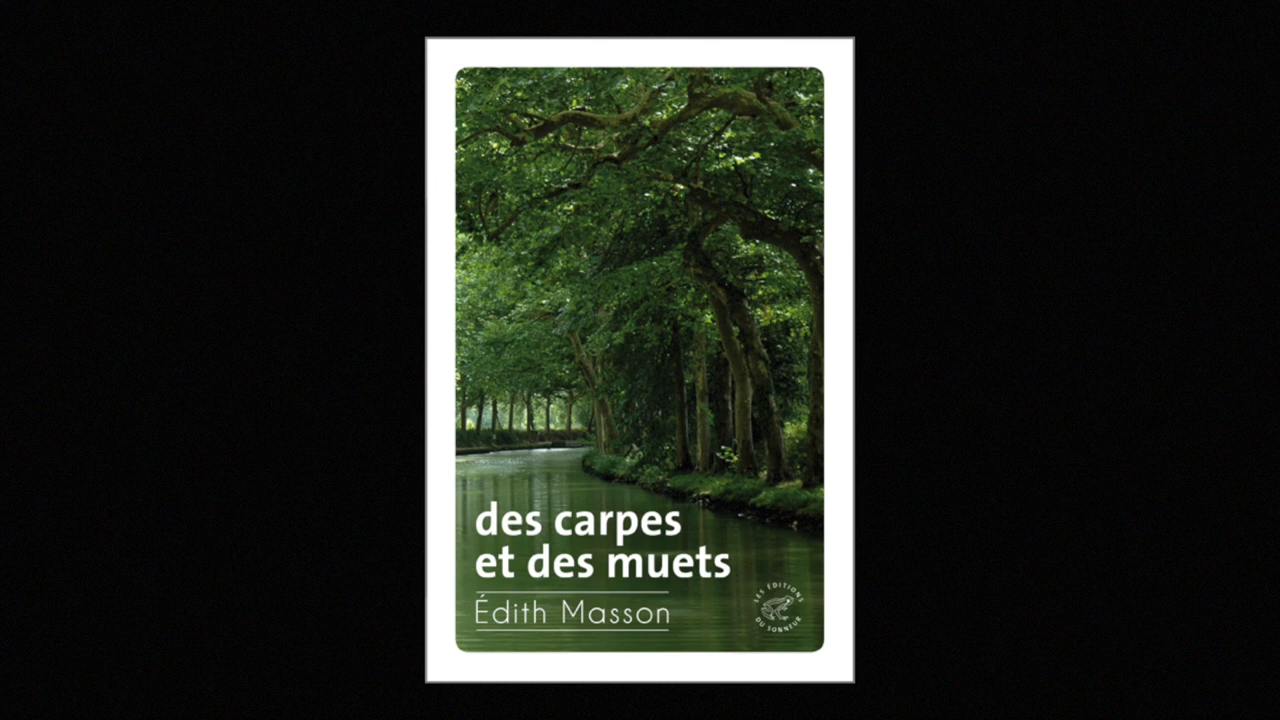 des carpes
et des muets
Édith Masson
LES ÉDITIONS
DU SONNEUR